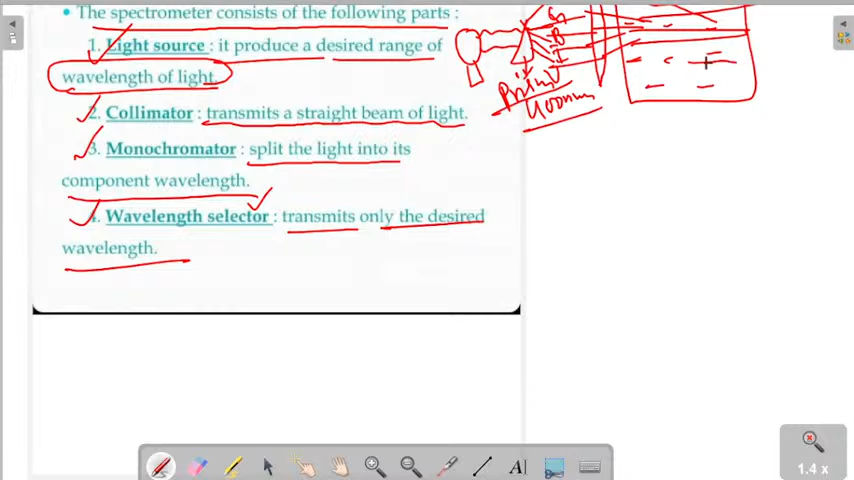 • The spectrometer consists of the following parts :
1. Light source : it produce a desired range of
wavelength of light.
2. Collimator : transmits a straight beam of light.
3. Monochromator : split the light into its
component wavelength.
4. Wavelength selector : transmits only the desired
wavelength.
400nm
AI
1.4 x